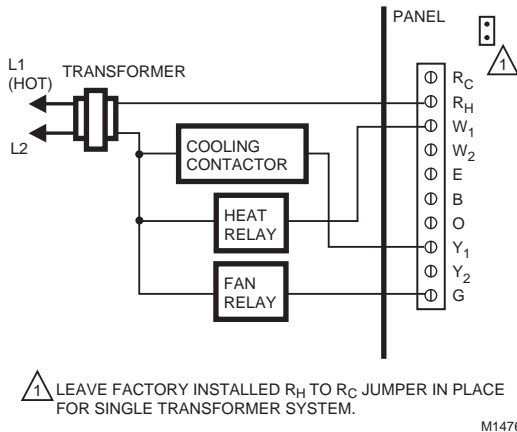 PANEL
L1
(HOT)
TRANSFORMER
L2
COOLING
CONTACTOR
HEAT
RELAY
FAN
RELAY
1
RC
RH
W1
W2
E
B
O
Y1
Y2
G
1 LEAVE FACTORY INSTALLED RH TO RC JUMPER IN PLACE
FOR SINGLE TRANSFORMER SYSTEM.
M1476